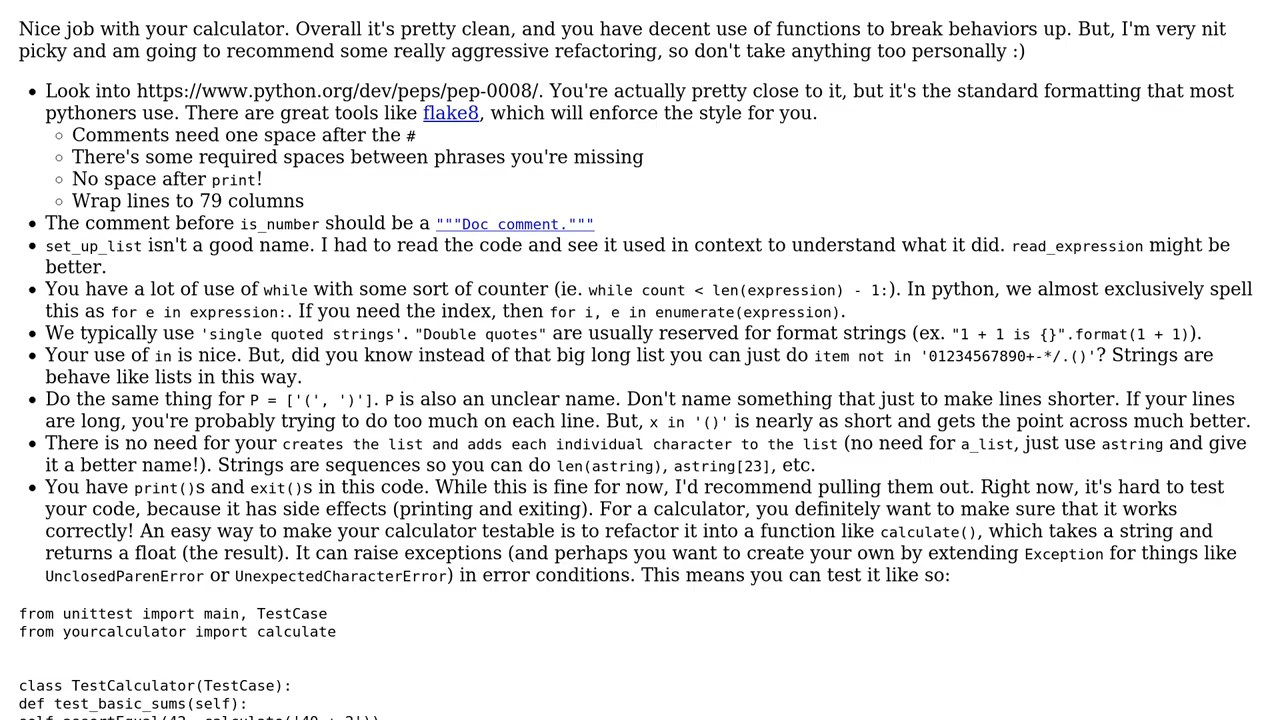 Nice job with your calculator. Overall it's pretty clean, and you have decent use of functions to break behaviors up. But, I'm very nit
picky and am going to recommend some really aggressive refactoring, so don't take anything too personally :)
• Look into https://www.python.org/dev/peps/pep-0008/. You're actually pretty close to it, but it's the standard formatting that most
pythoners use. There are great tools like flake8, which will enforce the style for you.
◦ Comments need one space after the #
◦ There's some required spaces between phrases you're missing
◦ No space after print!
◦ Wrap lines to 79 columns
• The comment before is_number should be a """Doc comment."""
• set_up_list isn't a good name. I had to read the code and see it used in context to understand what it did. read_expression might be
better.
• You have a lot of use of while with some sort of counter (ie. while count < len(expression) - 1:). In python, we almost exclusively spell
this as for e in expression:. If you need the index, then for i, e in enumerate(expression).
• We typically use 'single quoted strings'. "Double quotes" are usually reserved for format strings (ex. "1 + 1 is {}".format(1 + 1)).
• Your use of in is nice. But, did you know instead of that big long list you can just do item not in '01234567890+-*/.()'? Strings are
behave like lists in this way.
• Do the same thing for P = ['(', ')']. P is also an unclear name. Don't name something that just to make lines shorter. If your lines
are long, you're probably trying to do too much on each line. But, x in '()' is nearly as short and gets the point across much better.
• There is no need for your creates the list and adds each individual character to the list (no need for a_list, just use astring and give
it a better name!). Strings are sequences so you can do len(astring), astring[23], etc.
• You have print()s and exit()s in this code. While this is fine for now, I'd recommend pulling them out. Right now, it's hard to test
your code, because it has side effects (printing and exiting). For a calculator, you definitely want to make sure that it works
correctly! An easy way to make your calculator testable is to refactor it into a function like calculate(), which takes a string and
returns a float (the result). It can raise exceptions (and perhaps you want to create your own by extending Exception for things like
UnclosedParenError or UnexpectedCharacterError) in error conditions. This means you can test it like so:
from unittest import main, TestCase
from yourcalculator import calculate
class TestCalculator(TestCase):
def test_basic_sums(self):
self.assertEqual(42, calculate('40 + 2'))